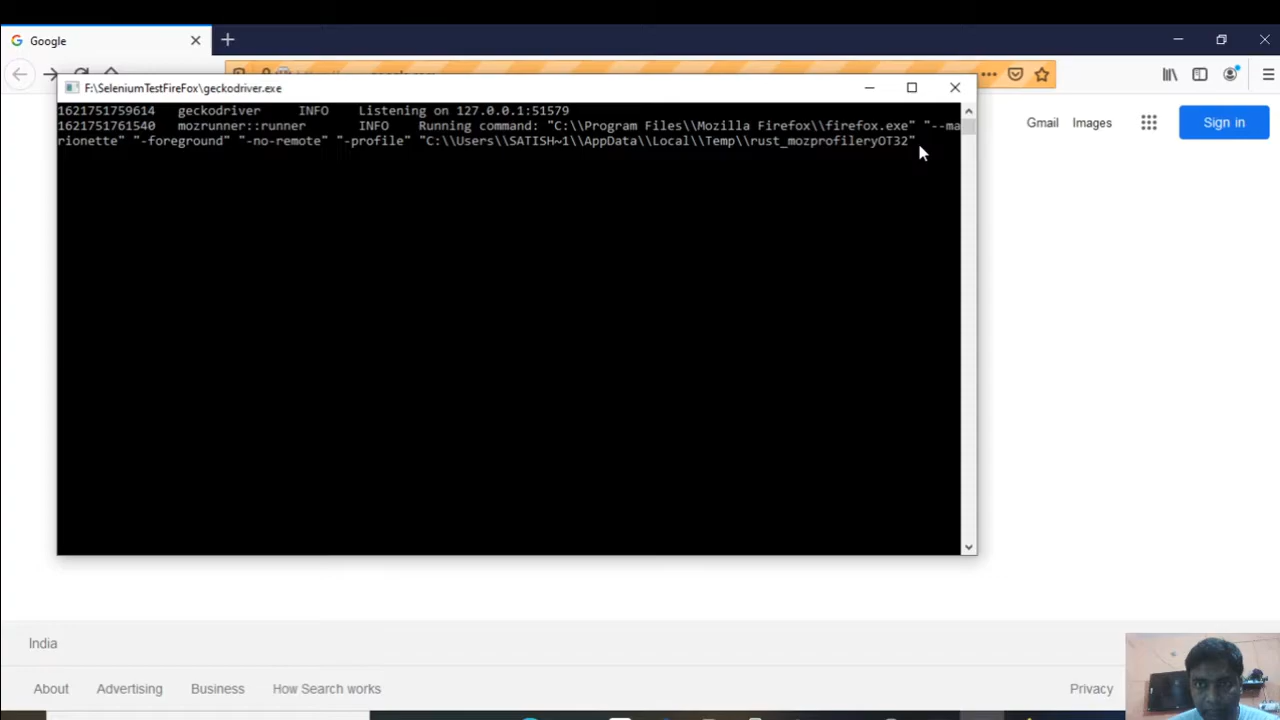 Google
F:\SeleniumTestFireFox\geckodriver.exe
1621751759614 geckodriver INFO Listening on 127.0.0.1:51579
1621751761540 mozrunner::runner INFO Running command: "C:\\Program Files\\Mozilla Firefox\\firefox.exe" "--ma
rionette" "-foreground" "-no-remote" "-profile" "C:\\Users\\SATISH~1\\AppData\\Local\\Temp\\rust_mozprofileryOT32"
Gmail Images Sign in
India
About Advertising Business How Search works Privacy